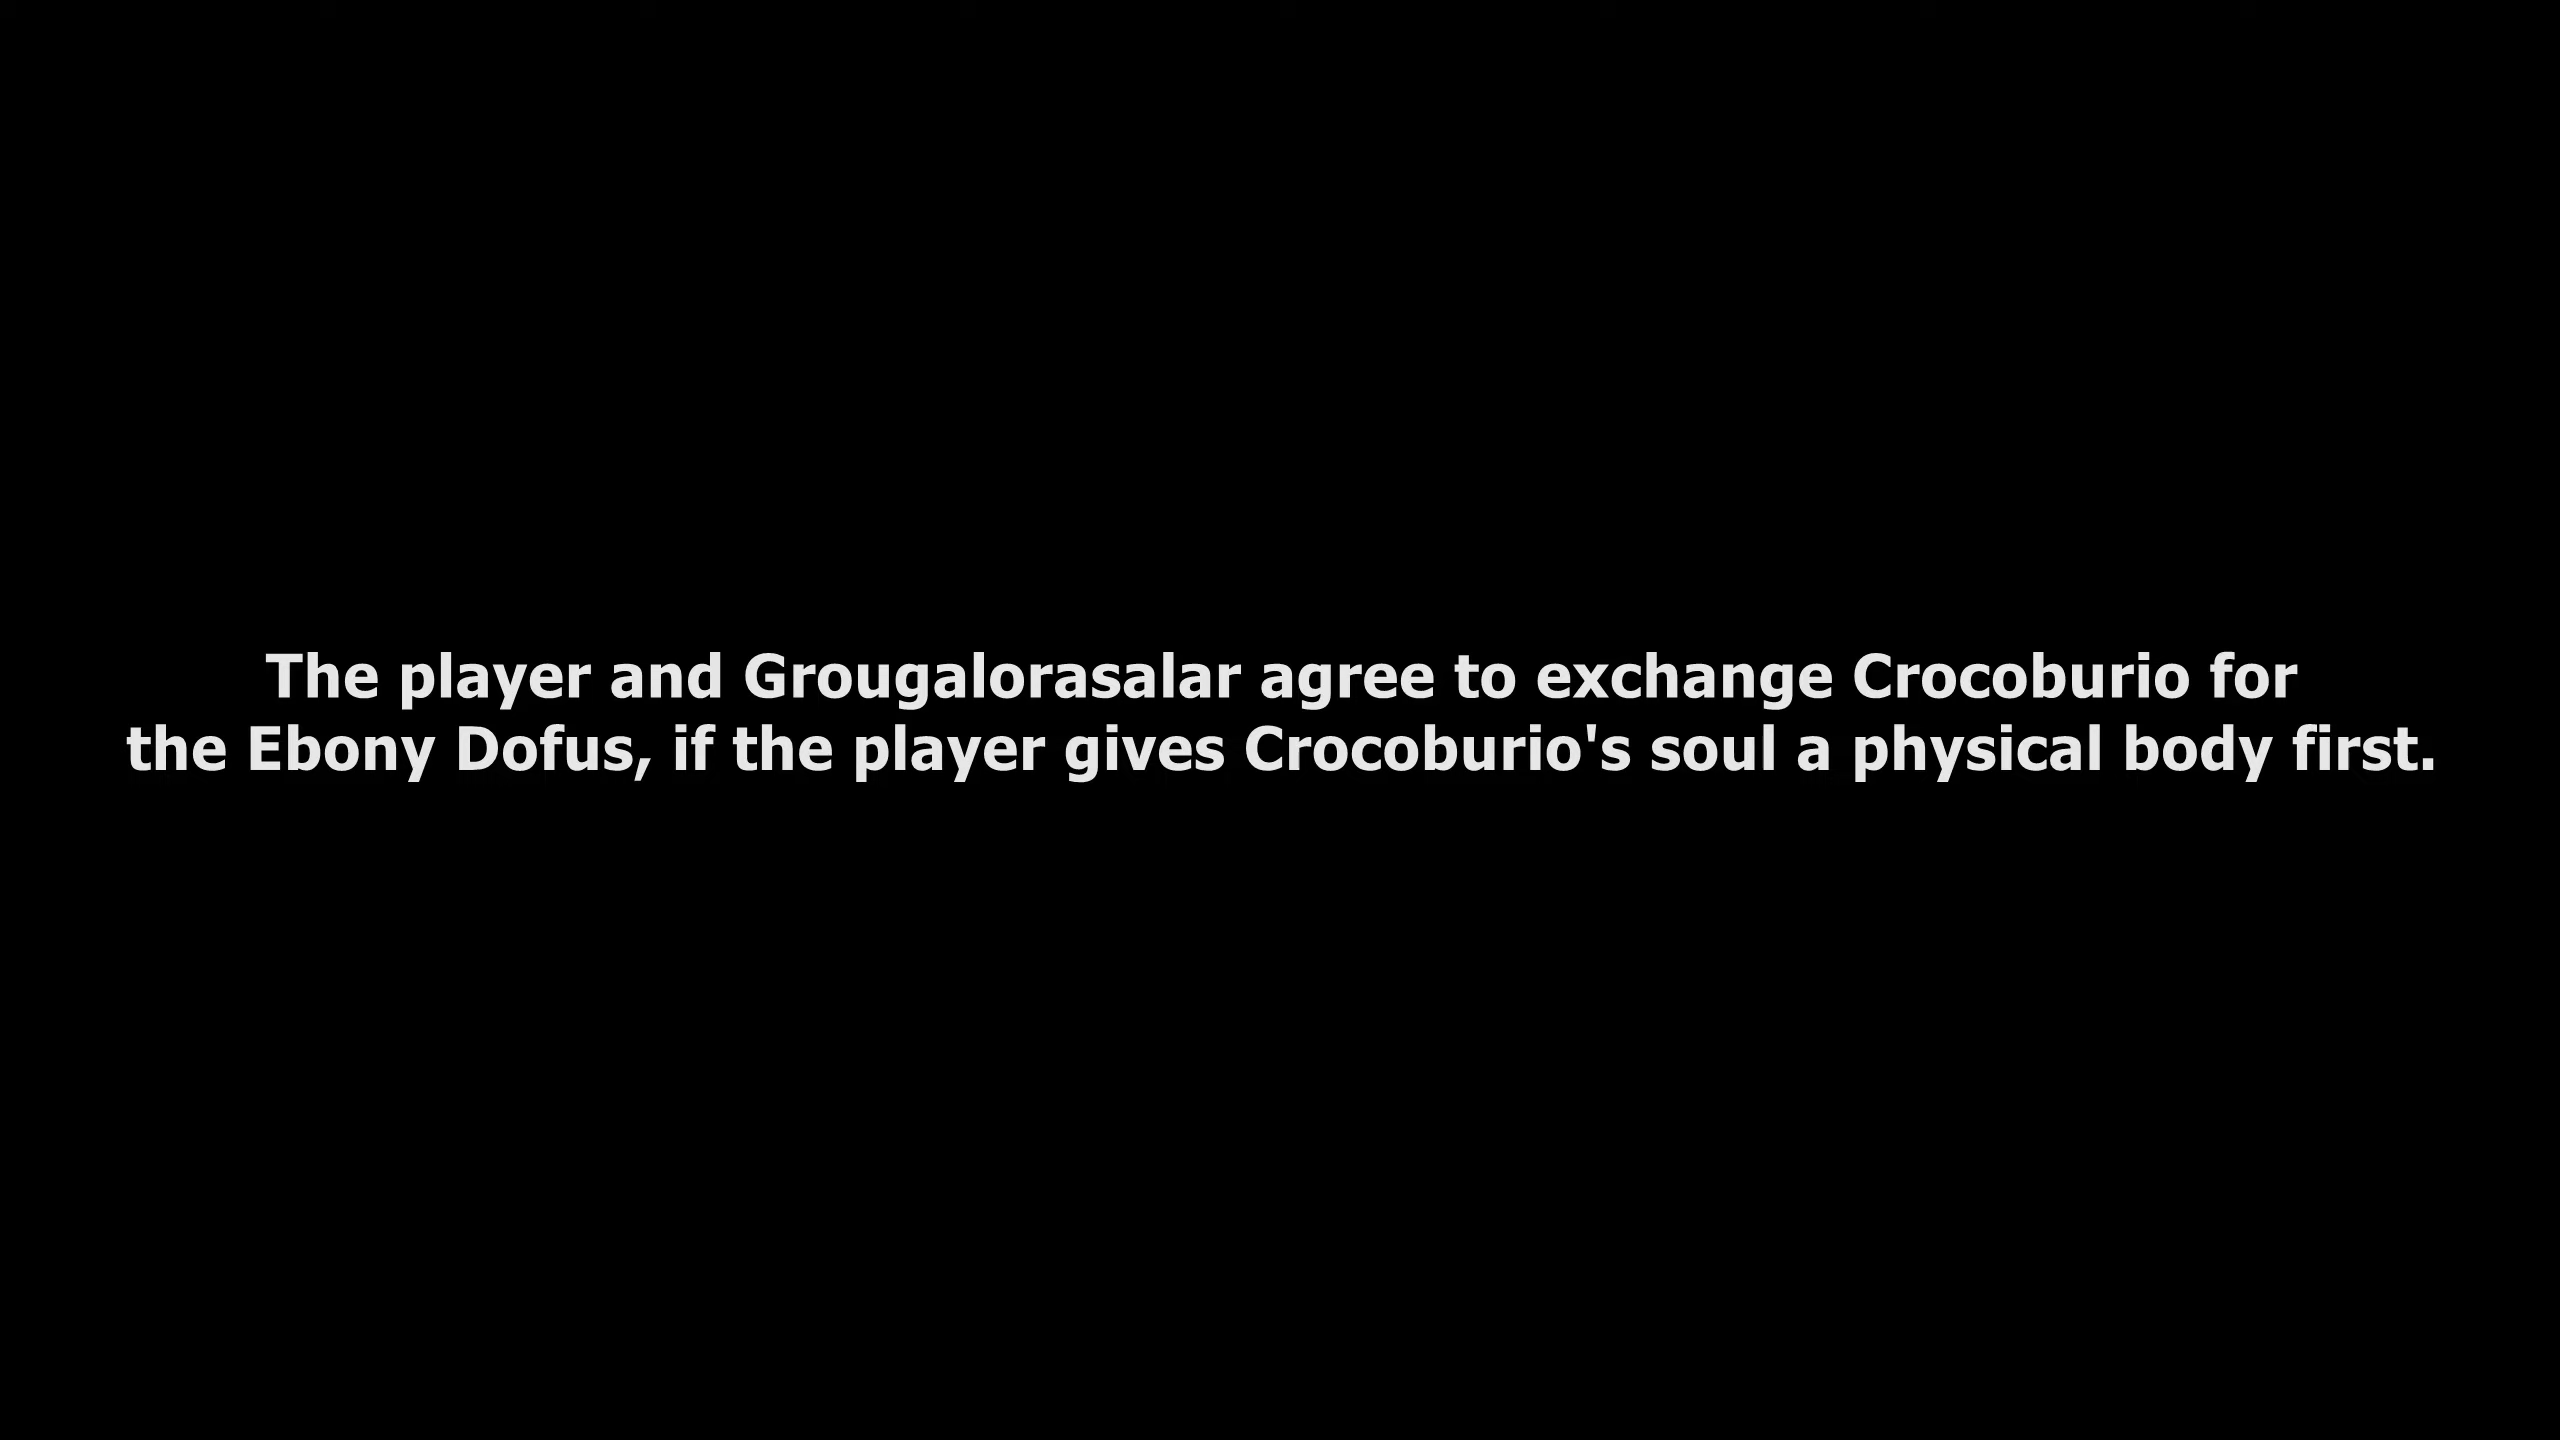 The player and Grougalorasalar agree to exchange Crocoburio for
the Ebony Dofus, if the player gives Crocoburio's soul a physical body first.